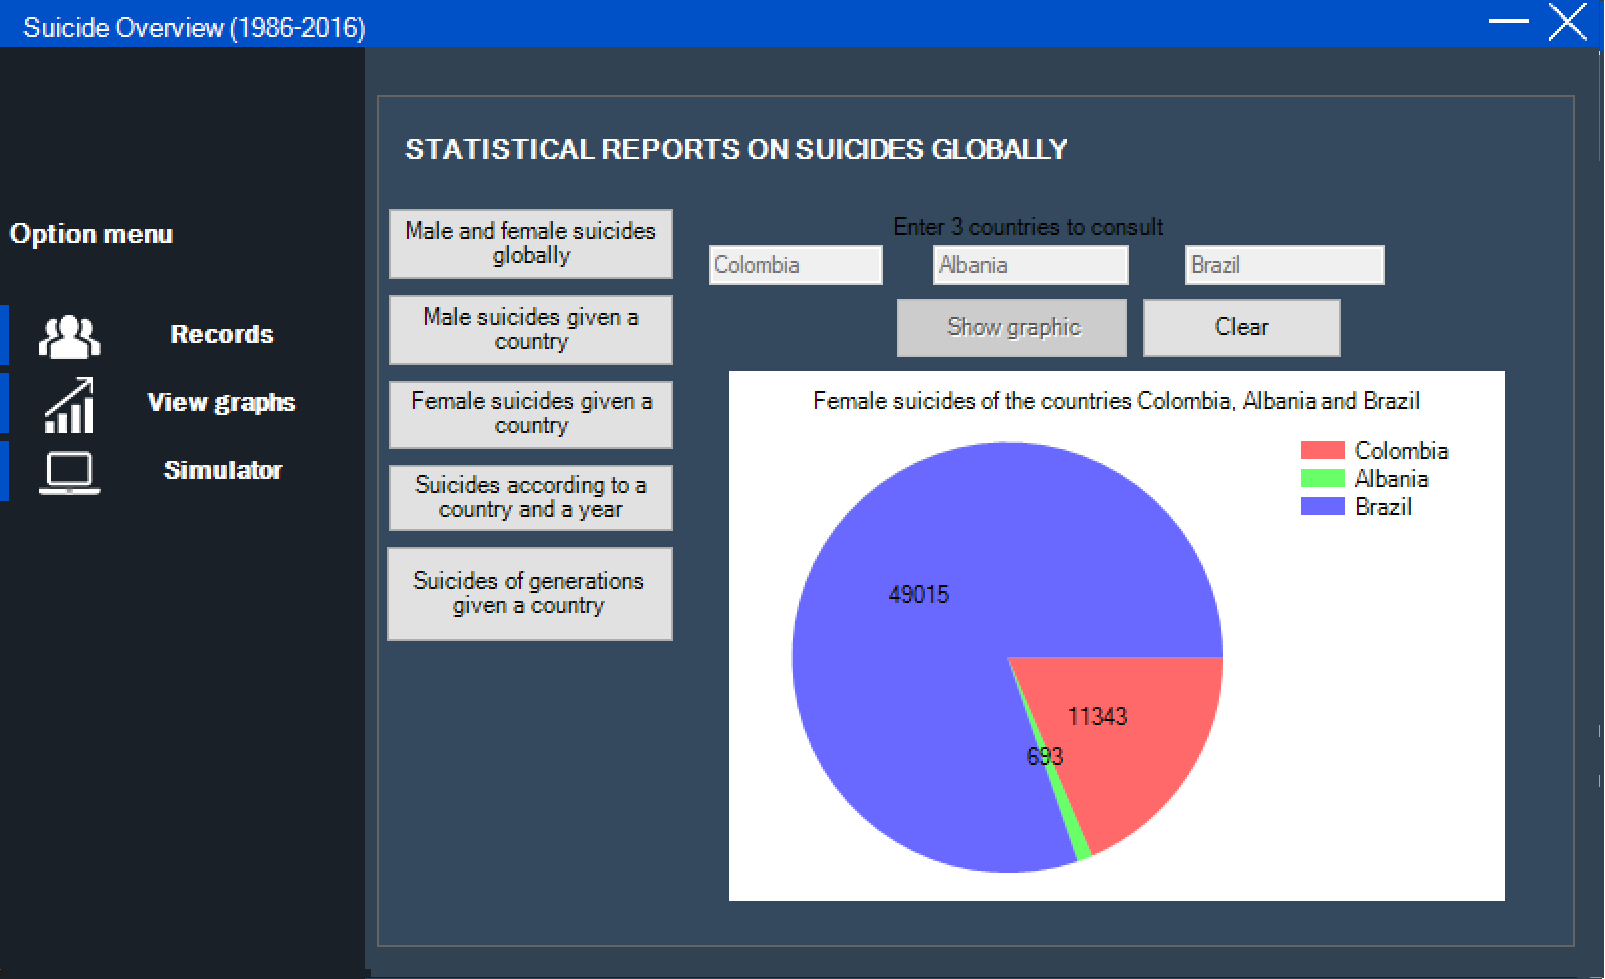 Suicide Overview (1986-2016)
Option menu
Records
View graphs
Simulator
STATISTICAL REPORTS ON SUICIDES GLOBALLY
Male and female suicides
globally
Male suicides given a
country
Female suicides given a
country
Suicides according to a
country and a year
Suicides of generations
given a country
Enter 3 countries to consult
Colombia
Albania
Brazil
Show graphic
Clear
Female suicides of the countries Colombia, Albania and Brazil
Colombia
Albania
Brazil
49015
11343
693